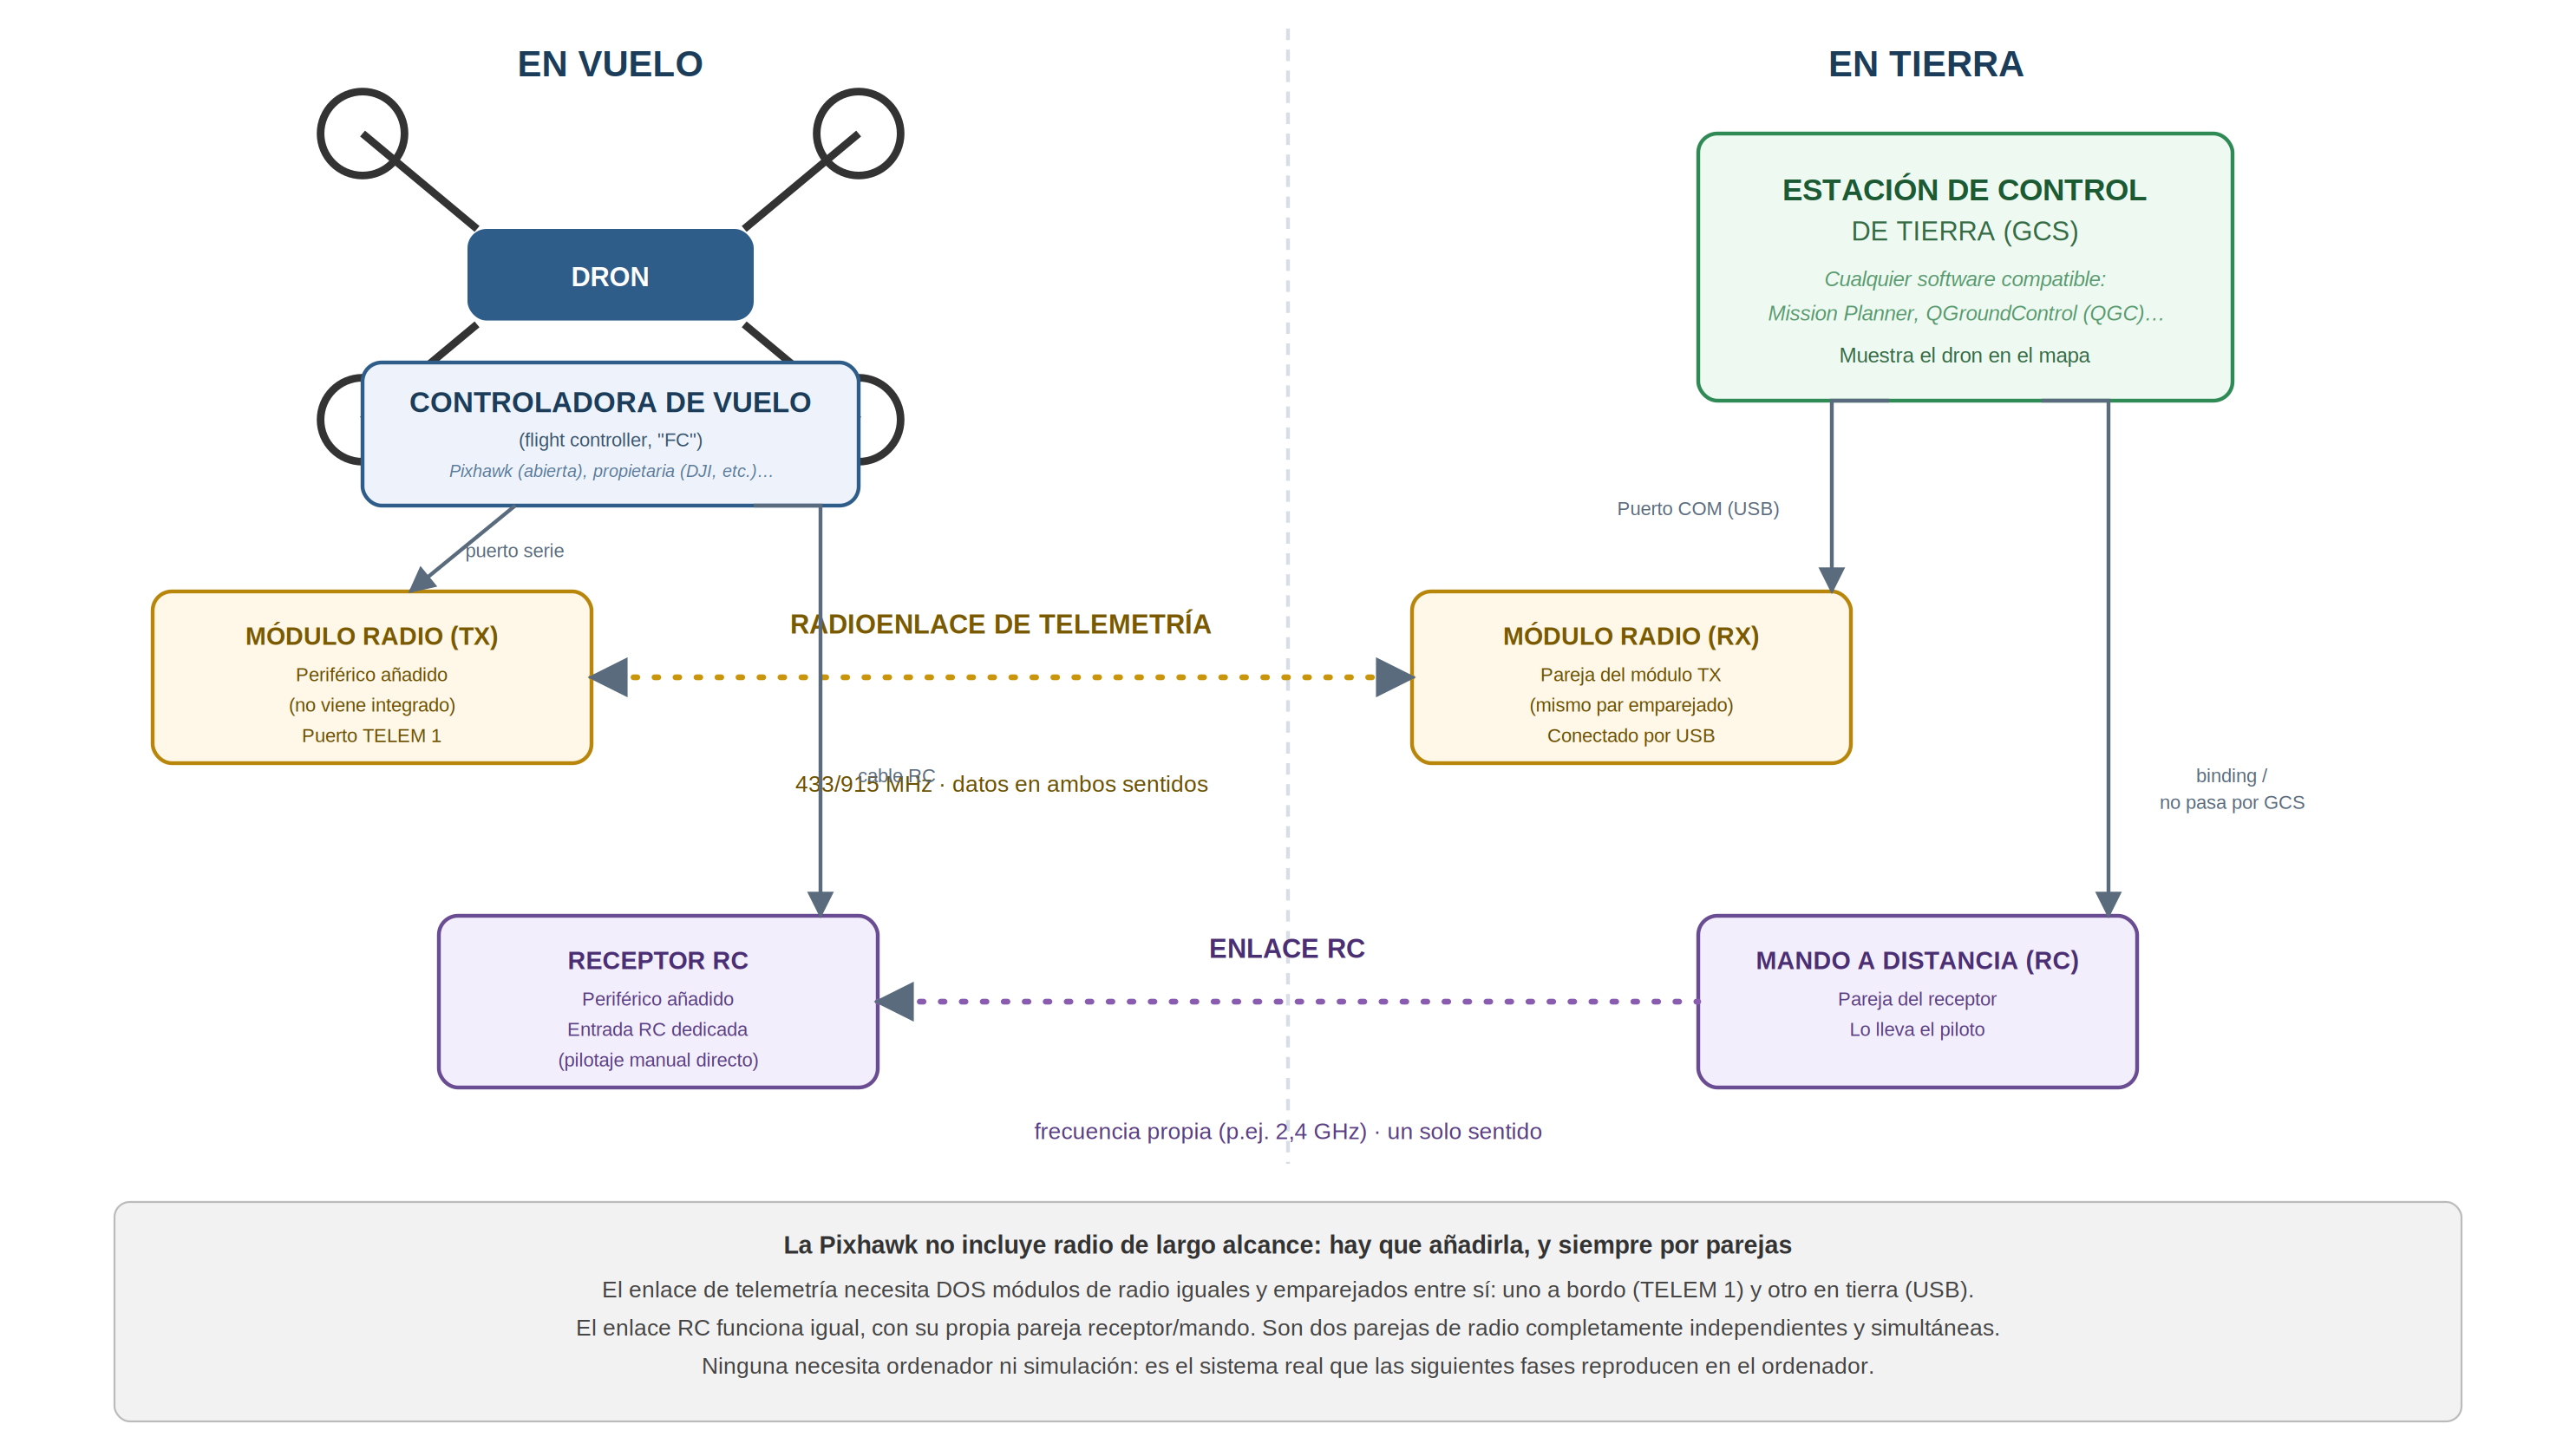 EN VUELO
EN TIERRA
DRON
CONTROLADORA DE VUELO
(flight controller, "FC")
Pixhawk (abierta), propietaria (DJI, etc.)…
ESTACIÓN DE CONTROL
DE TIERRA (GCS)
Cualquier software compatible:
Mission Planner, QGroundControl (QGC)…
Muestra el dron en el mapa
puerto serie
Puerto COM (USB)
MÓDULO RADIO (TX)
Periférico añadido
(no viene integrado)
Puerto TELEM 1
RADIOENLACE DE TELEMETRÍA
MÓDULO RADIO (RX)
Pareja del módulo TX
(mismo par emparejado)
Conectado por USB
cable RC
433/915 MHz · datos en ambos sentidos
binding /
no pasa por GCS
RECEPTOR RC
Periférico añadido
Entrada RC dedicada
(pilotaje manual directo)
ENLACE RC
MANDO A DISTANCIA (RC)
Pareja del receptor
Lo lleva el piloto
frecuencia propia (p.ej. 2,4 GHz) · un solo sentido
La Pixhawk no incluye radio de largo alcance: hay que añadirla, y siempre por parejas
El enlace de telemetría necesita DOS módulos de radio iguales y emparejados entre sí: uno a bordo (TELEM 1) y otro en tierra (USB).
El enlace RC funciona igual, con su propia pareja receptor/mando. Son dos parejas de radio completamente independientes y simultáneas.
Ninguna necesita ordenador ni simulación: es el sistema real que las siguientes fases reproducen en el ordenador.